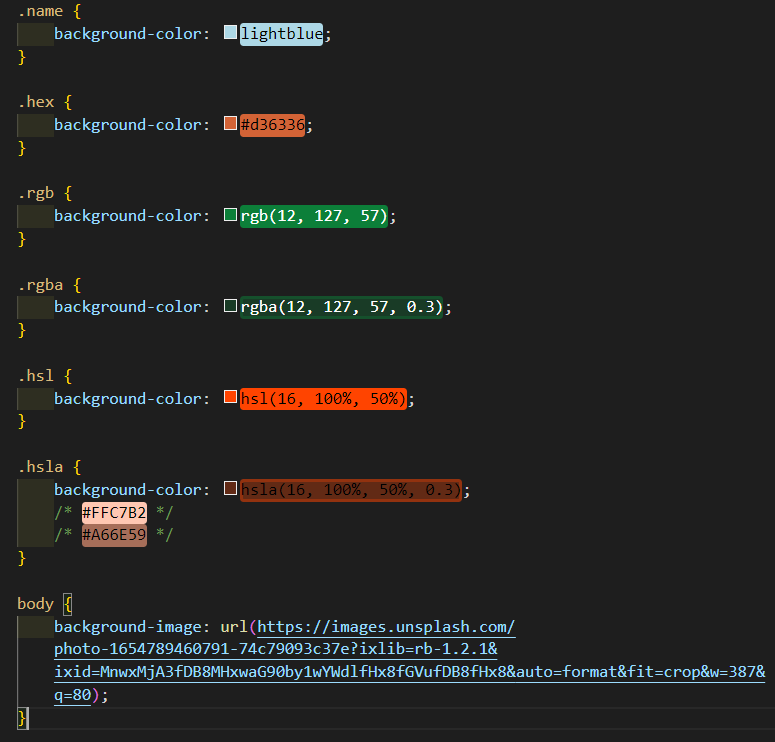 .name {
    background-color: lightblue;
}

.hex {
    background-color: #d36336;
}

.rgb {
    background-color: rgb(12, 127, 57);
}

.rgba {
    background-color: rgba(12, 127, 57, 0.3);
}

.hsl {
    background-color: hsl(16, 100%, 50%);
}

.hsla {
    background-color: hsla(16, 100%, 50%, 0.3);
    /* #FFC7B2 */
    /* #A66E59 */
}

body {
    background-image: url(https://images.unsplash.com/
    photo-1654789460791-74c79093c37e?ixlib=rb-1.2.1&
    ixid=MnwxMjA3fDB8MHxwaG90by1wYWdlfHx8fGVufDB8fHx8&auto=format&fit=crop&w=387&
    q=80);
}